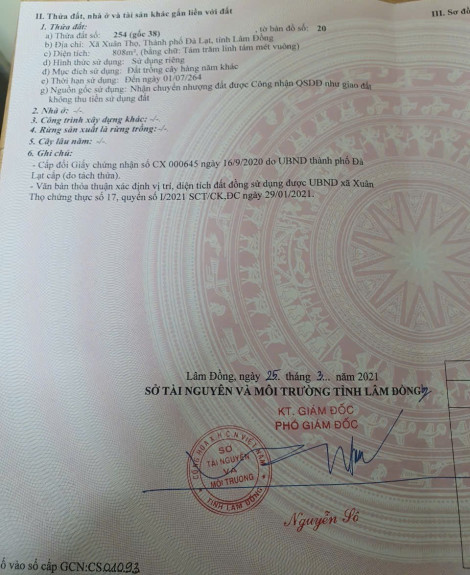 II. Thửa đất, nhà ở và tài sản khác gắn liền với đất
III. Sơ đồ
1. Thửa đất:
a) Thửa đất số: 254 (gốc 38) , tờ bản đồ số: 20
b) Địa chỉ: Xã Xuân Thọ, Thành phố Đà Lạt, tỉnh Lâm Đồng
c) Diện tích: 808m², (bằng chữ: Tám trăm linh tám mét vuông)
d) Hình thức sử dụng: Sử dụng riêng
đ) Mục đích sử dụng: Đất trồng cây hàng năm khác
e) Thời hạn sử dụng: Đến ngày 01/07/264
g) Nguồn gốc sử dụng: Nhận chuyển nhượng đất được Công nhận QSDĐ như giao đất
không thu tiền sử dụng đất
2. Nhà ở: -/-
3. Công trình xây dựng khác: -/-
4. Rừng sản xuất là rừng trồng:-/-
5. Cây lâu năm: -/-
6. Ghi chú:
- Cấp đổi Giấy chứng nhận số CX 000645 ngày 16/9/2020 do UBND thành phố Đà
Lạt cấp (do tách thửa).
- Văn bản thỏa thuận xác định vị trí, diện tích đất đồng sử dụng được UBND xã Xuân
Thọ chứng thực số 17, quyển số I/2021 SCT/CK,ĐC ngày 29/01/2021.
Lâm Đồng, ngày 25. tháng 3... năm 2021
SỞ TÀI NGUYÊN VÀ MÔI TRƯỜNG TỈNH LÂM ĐỒNG
KT. GIÁM ĐỐC
PHÓ GIÁM ĐỐC
CỘNG HÒA X.H.C.N VIỆT NAM
SỞ
TÀI NGUYÊN
VÀ
MÔI TRƯỜNG
TỈNH LÂM ĐỒNG
Nguyễn
ố vào sổ cấp GCN:CS01093